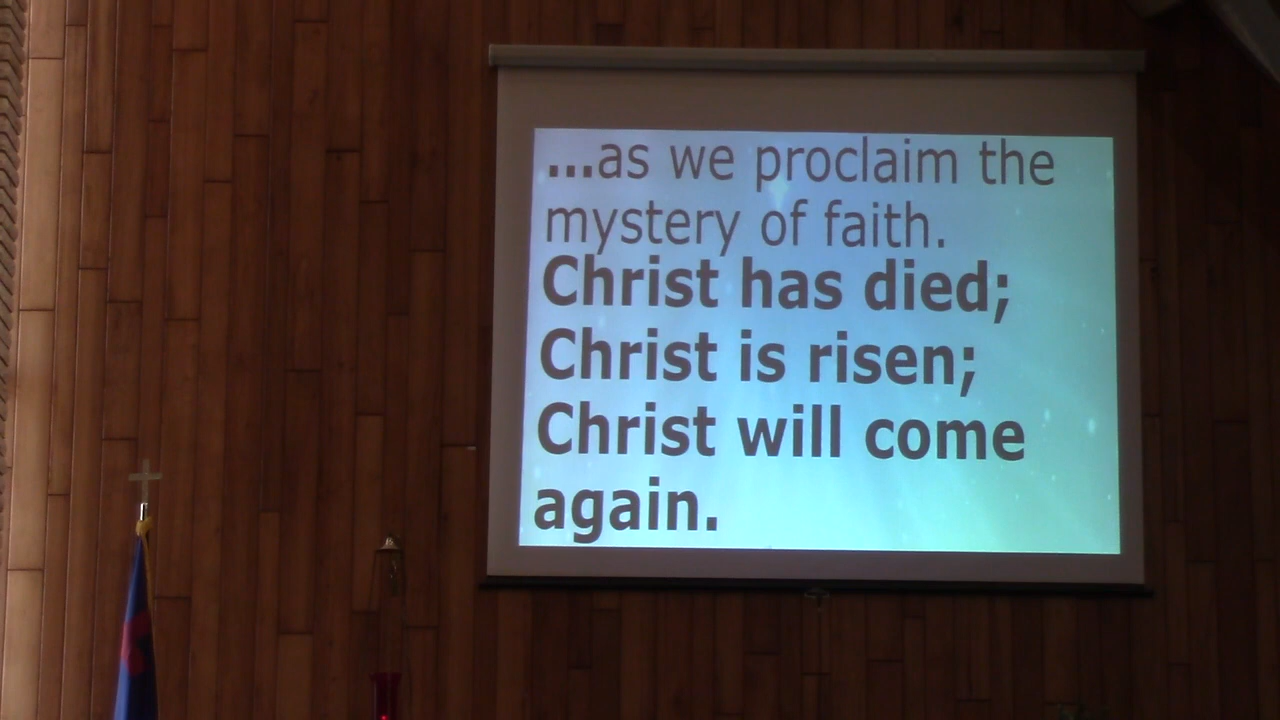 ...as we proclaim the
mystery of faith.
Christ has died;
Christ is risen;
Christ will come
again.